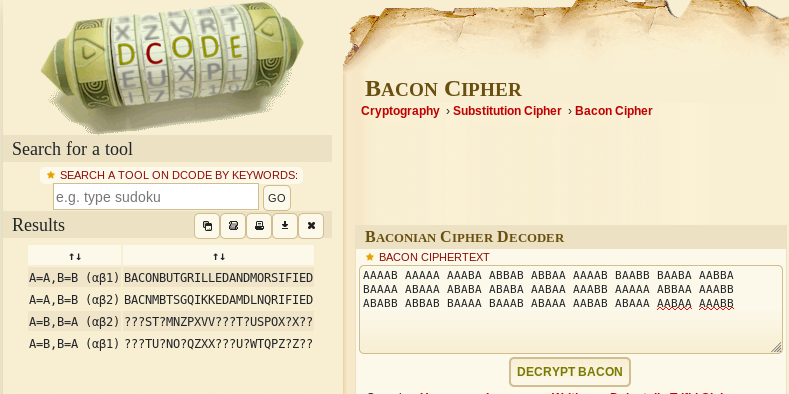 X Z V R T
D C O D E
E U X P L
Search for a tool
SEARCH A TOOL ON DCODE BY KEYWORDS:
e.g. type sudoku
GO
Results
↑↓ ↑↓
A=A,B=B (αβ1) BACONBUTGRILLEDANDMORSIFIED
A=A,B=B (αβ2) BACNMBTSGQIKKEDAMDLNQRIFIED
A=B,B=A (αβ2) ???ST?MNZPXVV???T?USPOX?X??
A=B,B=A (αβ1) ???TU?NO?QZXX???U?WTQPZ?Z??
BACON CIPHER
Cryptography › Substitution Cipher › Bacon Cipher
BACONIAN CIPHER DECODER
BACON CIPHERTEXT
AAAAB AAAAA AAABA ABBAB ABBAA AAAAB BAABB BAABA AABBA
BAAAA ABAAA ABABA ABABA AABAA AAABB AAAAA ABBAA AAABB
ABABB ABBAB BAAAA BAAAB ABAAA AABAB ABAAA AABAA AAABB
DECRYPT BACON